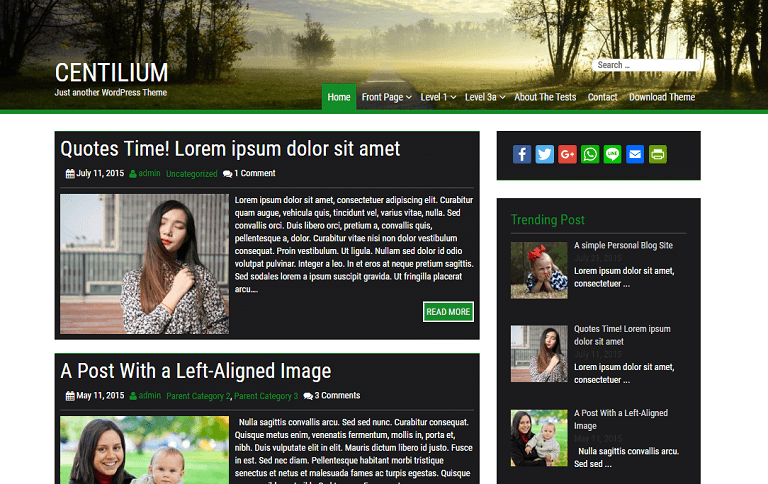 CENTILIUM
Just another WordPress Theme
Search ...
Home Front Page Level 1 Level 3a About The Tests Contact Download Theme
Quotes Time! Lorem ipsum dolor sit amet
July 11, 2015 admin Uncategorized 1 Comment
Lorem ipsum dolor sit amet, consectetuer adipiscing elit. Curabitur
quam augue, vehicula quis, tincidunt vel, varius vitae, nulla. Sed
convallis orci. Duis libero orci, pretium a, convallis quis,
pellentesque a, dolor. Curabitur vitae nisi non dolor vestibulum
consequat. Proin vestibulum. Ut ligula. Nullam sed dolor id odio
volutpat pulvinar. Integer a leo. In et eros at neque pretium sagittis.
Sed sodales lorem a ipsum suscipit gravida. Ut fringilla placerat
arcu....
READ MORE
A Post With a Left-Aligned Image
May 11, 2015 admin Parent Category 2, Parent Category 3 3 Comments
Nulla sagittis convallis arcu. Sed sed nunc. Curabitur consequat.
Quisque metus enim, venenatis fermentum, mollis in, porta et,
nibh. Duis vulputate elit in elit. Mauris dictum libero id justo. Fusce
in est. Sed nec diam. Pellentesque habitant morbi tristique
senectus et netus et malesuada fames ac turpis egestas. Quisque
Trending Post
A simple Personal Blog Site
July 21, 2015
Lorem ipsum dolor sit amet,
consectetuer ...
Quotes Time! Lorem ipsum
dolor sit amet
July 11, 2015
Lorem ipsum dolor sit amet,
consectetuer ...
A Post With a Left-Aligned
Image
May 11, 2015
Nulla sagittis convallis arcu.
Sed sed ...